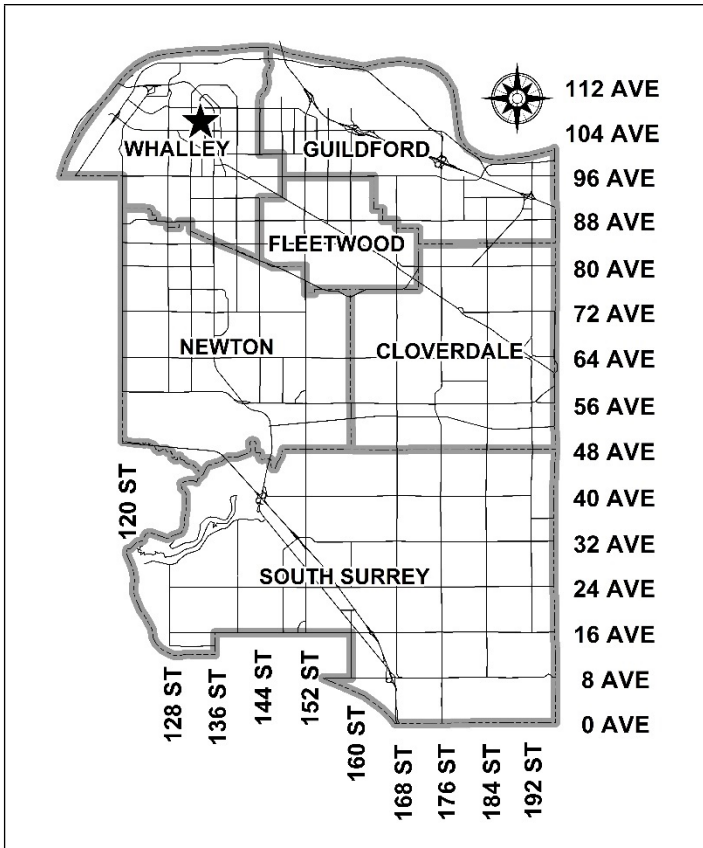 112 AVE
104 AVE
WHALLEY
GUILDFORD
96 AVE
88 AVE
FLEETWOOD
80 AVE
72 AVE
NEWTON
CLOVERDALE
64 AVE
56 AVE
48 AVE
120 ST
40 AVE
32 AVE
SOUTH SURREY
24 AVE
16 AVE
8 AVE
0 AVE
128 ST
136 ST
144 ST
152 ST
160 ST
168 ST
176 ST
184 ST
192 ST